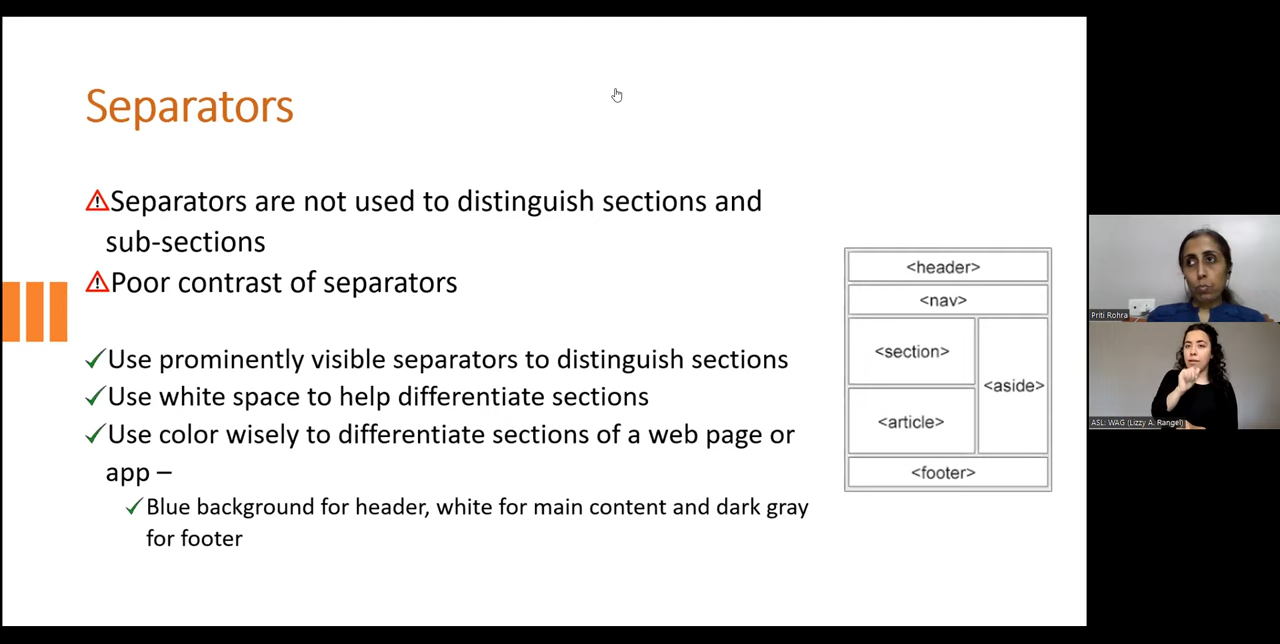 Separators
Separators are not used to distinguish sections and
sub-sections
Poor contrast of separators
Use prominently visible separators to distinguish sections
Use white space to help differentiate sections
Use color wisely to differentiate sections of a web page or
app –
Blue background for header, white for main content and dark gray
for footer
<header>
<nav>
<section>
<aside>
<article>
<footer>
Priti Rohra
ASL: WAG (Lizzy A. Rangel)